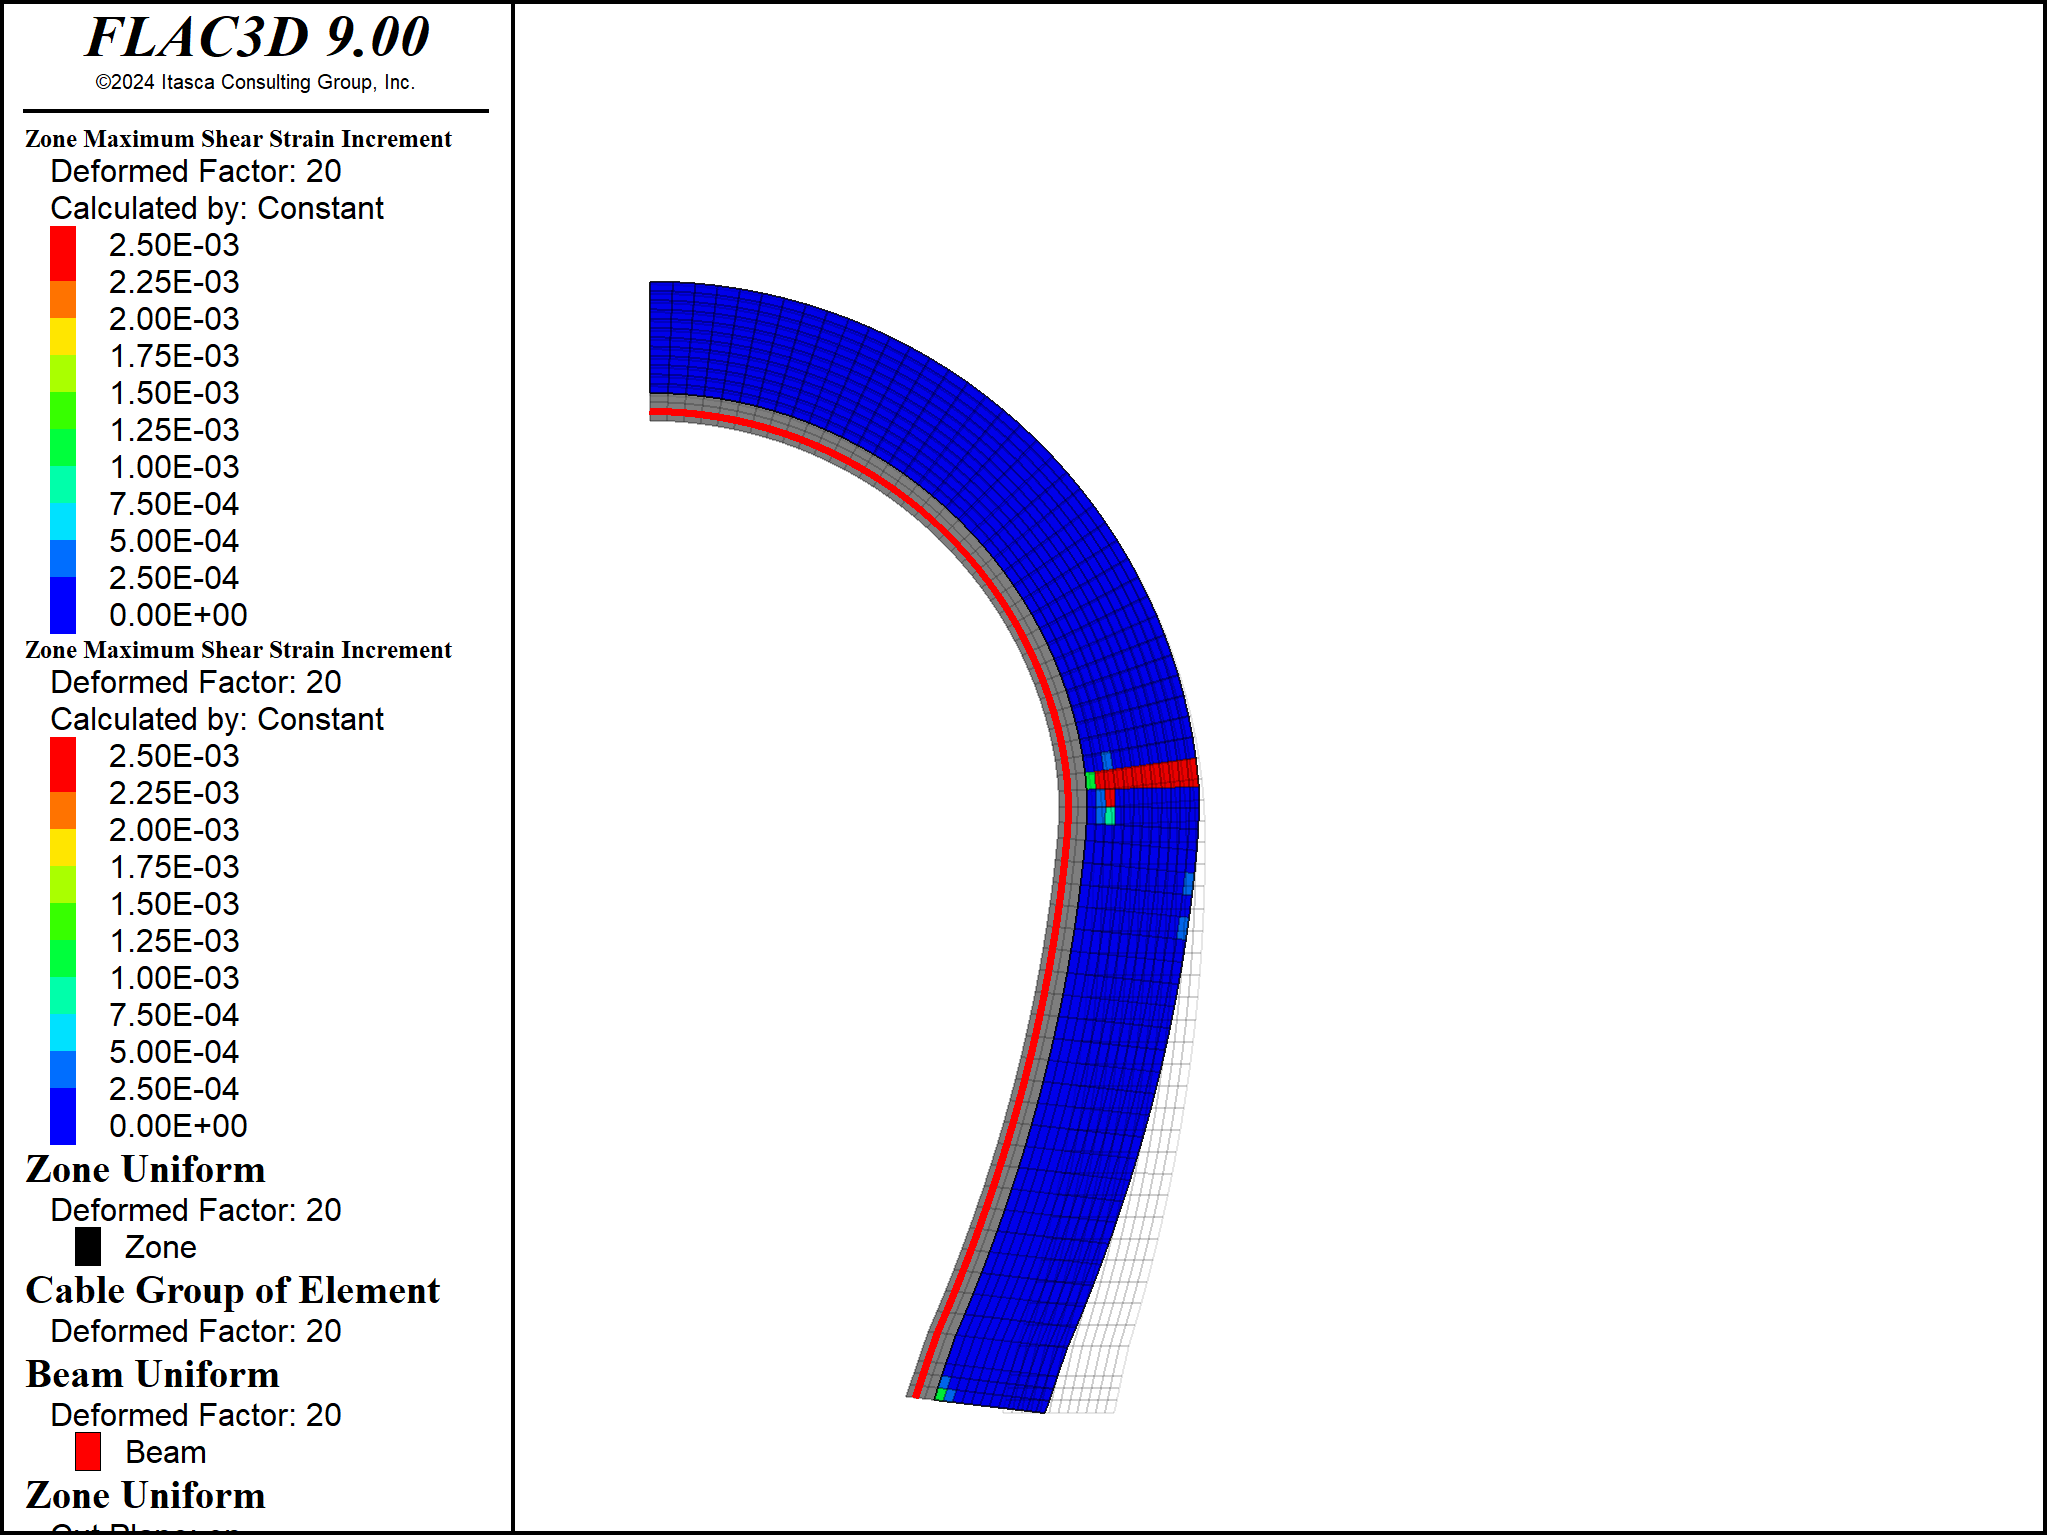 FLAC3D 9.00
©2024 Itasca Consulting Group, Inc.
Zone Maximum Shear Strain Increment
Deformed Factor: 20
Calculated by: Constant
2.50E-03
2.25E-03
2.00E-03
1.75E-03
1.50E-03
1.25E-03
1.00E-03
7.50E-04
5.00E-04
2.50E-04
0.00E+00
Zone Maximum Shear Strain Increment
Deformed Factor: 20
Calculated by: Constant
2.50E-03
2.25E-03
2.00E-03
1.75E-03
1.50E-03
1.25E-03
1.00E-03
7.50E-04
5.00E-04
2.50E-04
0.00E+00
Zone Uniform
Deformed Factor: 20
Zone
Cable Group of Element
Deformed Factor: 20
Beam Uniform
Deformed Factor: 20
Beam
Zone Uniform